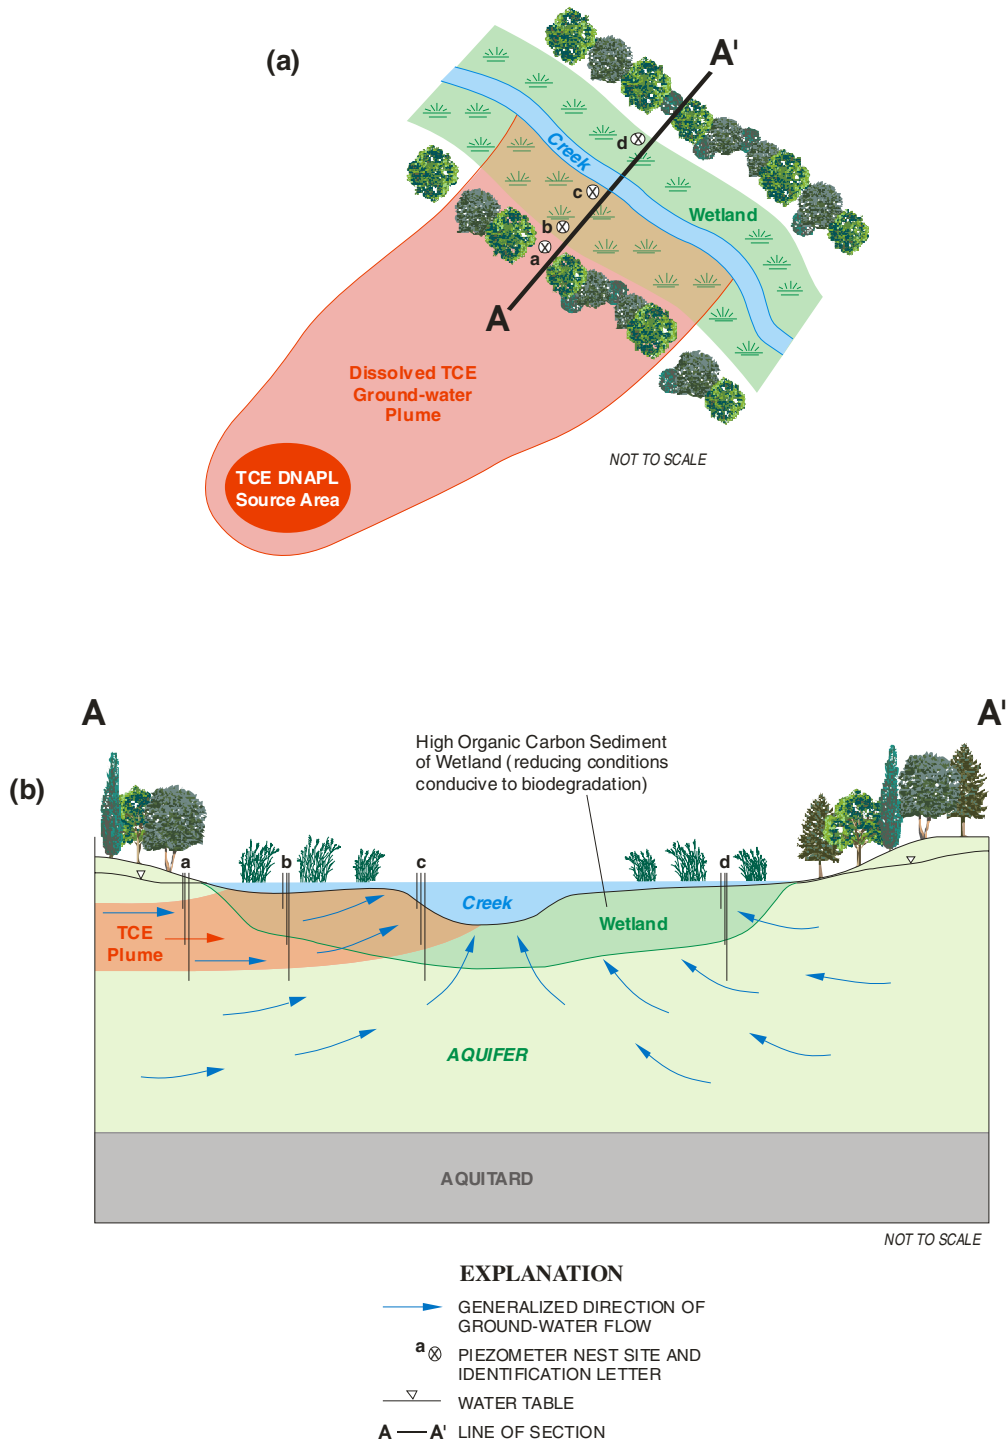 (a)
A'
d
Creek
c
Wetland
b
a
A
Dissolved TCE
Ground-water
Plume
NOT TO SCALE
TCE DNAPL
Source Area
A
A'
High Organic Carbon Sediment
of Wetland (reducing conditions
conducive to biodegradation)
(b)
a
b
c
d
Creek
Wetland
TCE
Plume
AQUIFER
AQUITARD
NOT TO SCALE
EXPLANATION
GENERALIZED DIRECTION OF
GROUND-WATER FLOW
a
PIEZOMETER NEST SITE AND
IDENTIFICATION LETTER
WATER TABLE
A — A' LINE OF SECTION